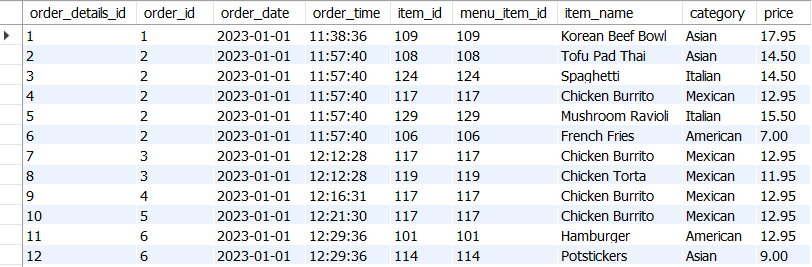 order_details_id order_id order_date order_time item_id menu_item_id item_name category price
1 1 2023-01-01 11:38:36 109 109 Korean Beef Bowl Asian 17.95
2 2 2023-01-01 11:57:40 108 108 Tofu Pad Thai Asian 14.50
3 2 2023-01-01 11:57:40 124 124 Spaghetti Italian 14.50
4 2 2023-01-01 11:57:40 117 117 Chicken Burrito Mexican 12.95
5 2 2023-01-01 11:57:40 129 129 Mushroom Ravioli Italian 15.50
6 2 2023-01-01 11:57:40 106 106 French Fries American 7.00
7 3 2023-01-01 12:12:28 117 117 Chicken Burrito Mexican 12.95
8 3 2023-01-01 12:12:28 119 119 Chicken Torta Mexican 11.95
9 4 2023-01-01 12:16:31 117 117 Chicken Burrito Mexican 12.95
10 5 2023-01-01 12:21:30 117 117 Chicken Burrito Mexican 12.95
11 6 2023-01-01 12:29:36 101 101 Hamburger American 12.95
12 6 2023-01-01 12:29:36 114 114 Potstickers Asian 9.00